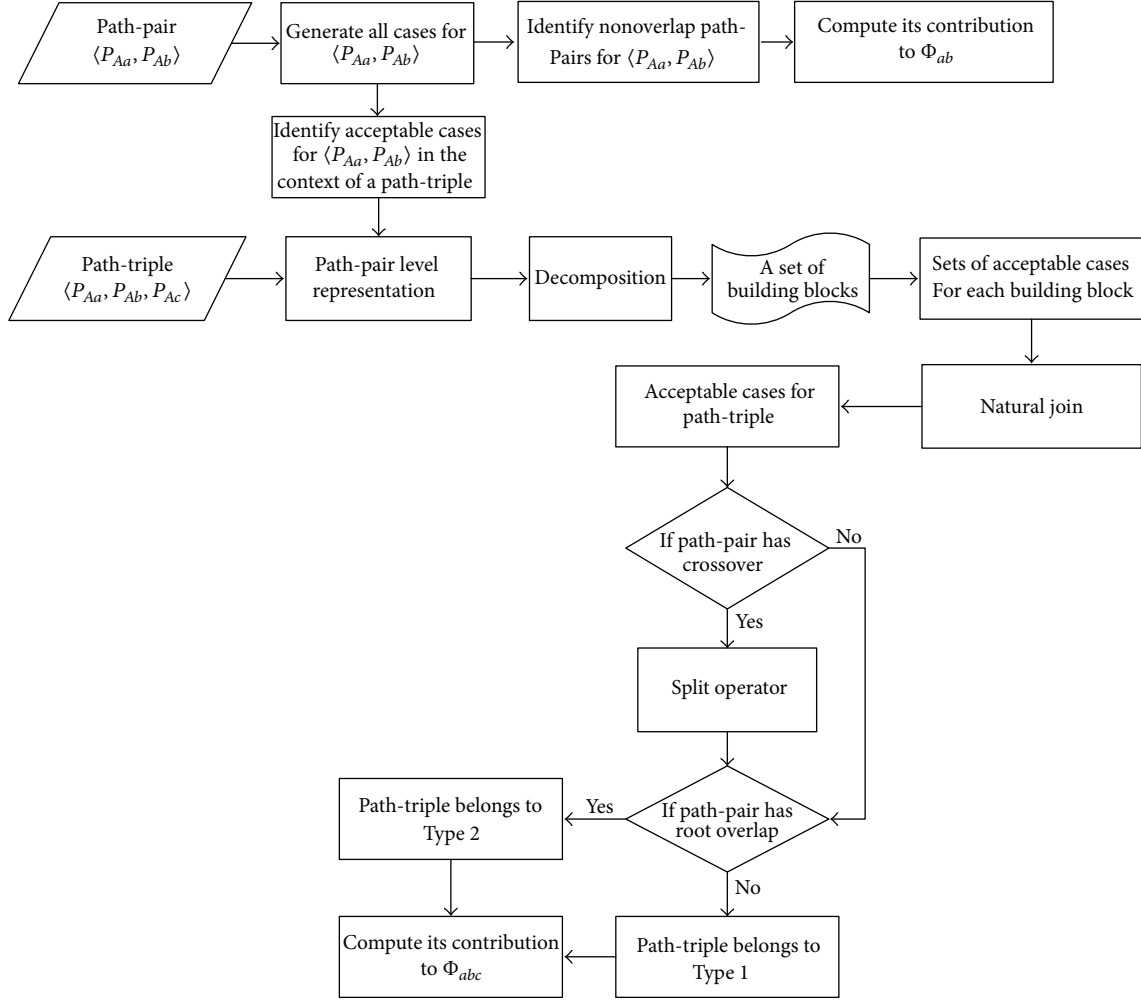 Path-pair
⟨P_Aa, P_Ab⟩
Generate all cases for
⟨P_Aa, P_Ab⟩
Identify nonoverlap path-
Pairs for ⟨P_Aa, P_Ab⟩
Compute its contribution
to Φ_ab
Identify acceptable cases
for ⟨P_Aa, P_Ab⟩ in the
context of a path-triple
Path-triple
⟨P_Aa, P_Ab, P_Ac⟩
Path-pair level
representation
Decomposition
A set of
building blocks
Sets of acceptable cases
For each building block
Natural join
Acceptable cases for
path-triple
If path-pair has
crossover
No
Yes
Split operator
If path-pair has
root overlap
Yes
Path-triple belongs to
Type 2
No
Path-triple belongs to
Type 1
Compute its contribution
to Φ_abc